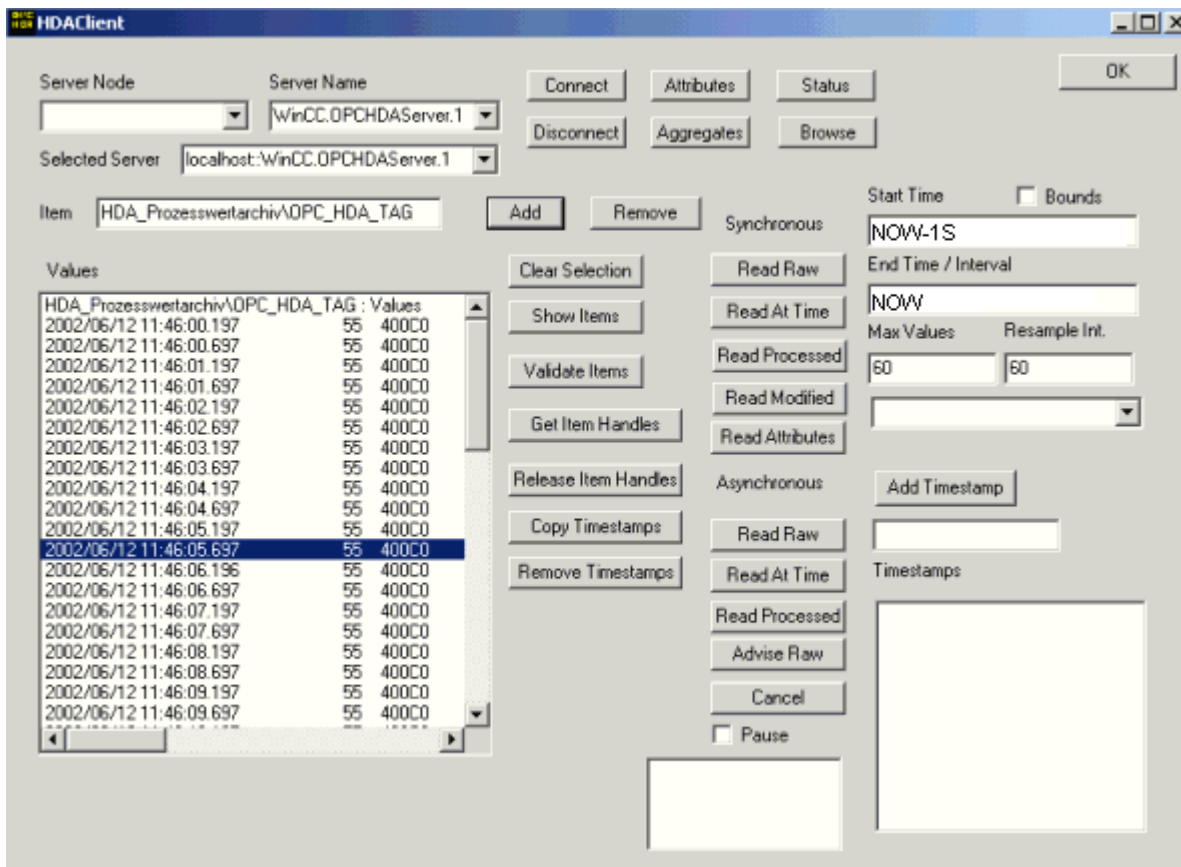 OPC HDA HDAClient
Server Node Server Name Connect Attributes Status OK
WinCC.OPCHDAServer.1
Disconnect Aggregates Browse
Selected Server localhost::WinCC.OPCHDAServer.1
Start Time Bounds
Item HDA_Prozesswertarchiv\OPC_HDA_TAG Add Remove
Synchronous NOW-1S
Values Clear Selection Read Raw End Time / Interval
HDA_Prozesswertarchiv\OPC_HDA_TAG : Values
2002/06/12 11:46:00.197 55 400C0
2002/06/12 11:46:00.697 55 400C0
2002/06/12 11:46:01.197 55 400C0
2002/06/12 11:46:01.697 55 400C0
2002/06/12 11:46:02.197 55 400C0
2002/06/12 11:46:02.697 55 400C0
2002/06/12 11:46:03.197 55 400C0
2002/06/12 11:46:03.697 55 400C0
2002/06/12 11:46:04.197 55 400C0
2002/06/12 11:46:04.697 55 400C0
2002/06/12 11:46:05.197 55 400C0
2002/06/12 11:46:05.697 55 400C0
2002/06/12 11:46:06.196 55 400C0
2002/06/12 11:46:06.697 55 400C0
2002/06/12 11:46:07.197 55 400C0
2002/06/12 11:46:07.697 55 400C0
2002/06/12 11:46:08.197 55 400C0
2002/06/12 11:46:08.697 55 400C0
2002/06/12 11:46:09.197 55 400C0
2002/06/12 11:46:09.697 55 400C0
Show Items
Validate Items
Get Item Handles
Release Item Handles
Copy Timestamps
Remove Timestamps
Read At Time
Read Processed
Read Modified
Read Attributes
Asynchronous
Read Raw
Read At Time
Read Processed
Advise Raw
Cancel
Pause
NOW
Max Values Resample Int.
60 60
Add Timestamp
Timestamps